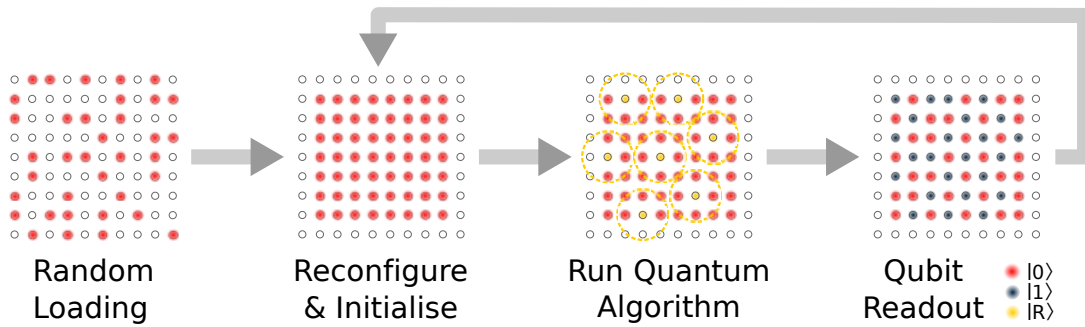 Random
Loading
Reconfigure
& Initialise
Run Quantum
Algorithm
Qubit
Readout
|0⟩
|1⟩
|R⟩